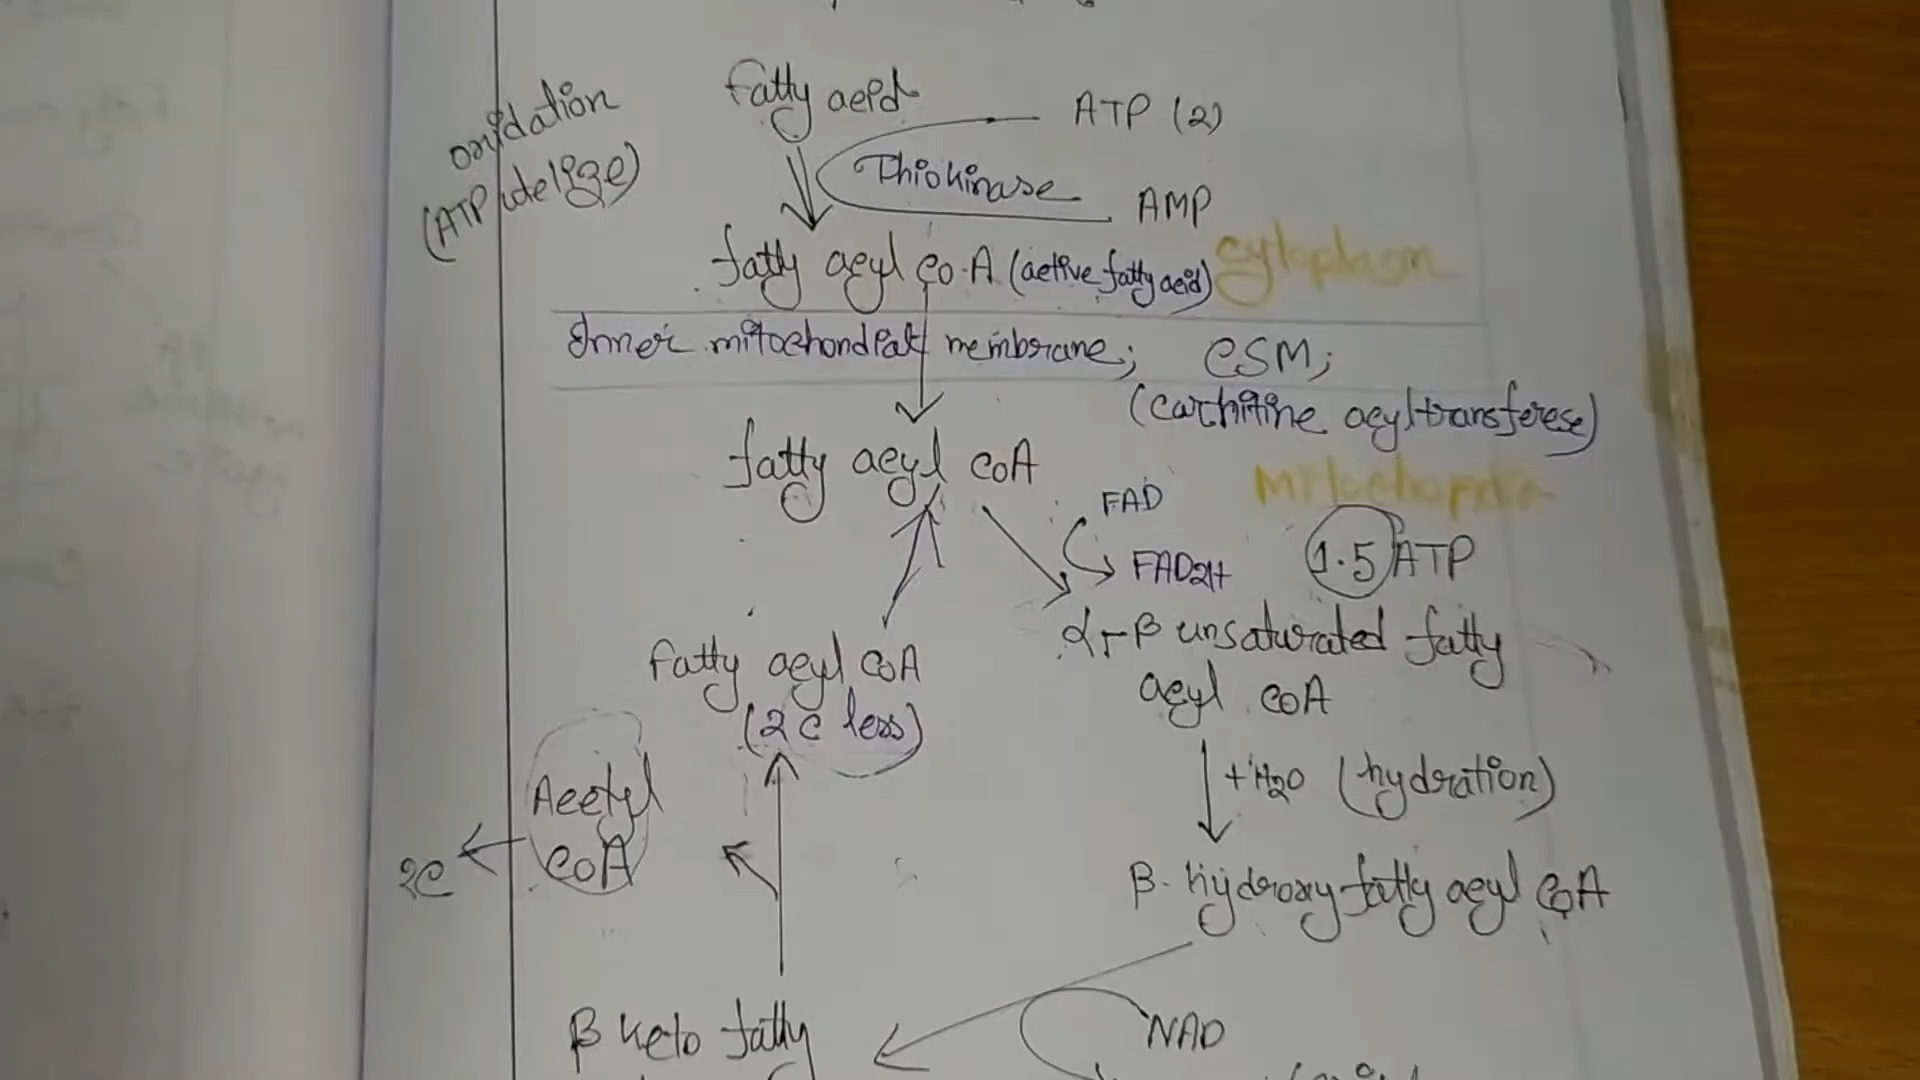 fatty acid
ATP (2)
oxidation
(ATP utelize)
Thiokinase
AMP
fatty acyl co.A (active fatty acid)
cytoplasm
Inner mitochondrial membrane;
CSM;
(carnitine acyltransferese)
fatty acyl coA
Mitochondria
FAD
FAD2H
1.5 ATP
α,-β unsaturated fatty
acyl coA
fatty acyl coA
(2c less)
+H2O (hydration)
Acetyl
coA
2C
β-hydroxy fatty acyl coA
β keto fatty
NAD